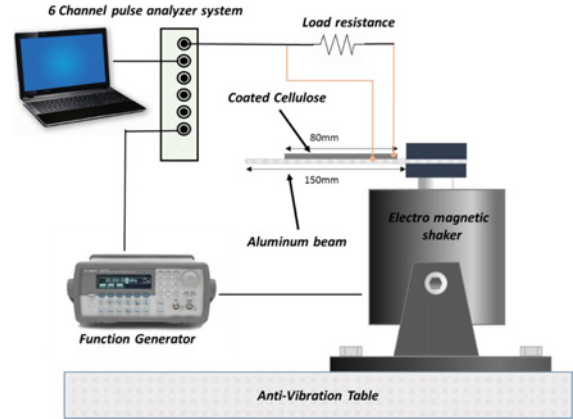 6 Channel pulse analyzer system
Load resistance
Coated Cellulose
80mm
150mm
Aluminum beam
Electro magnetic
shaker
Function Generator
Anti-Vibration Table